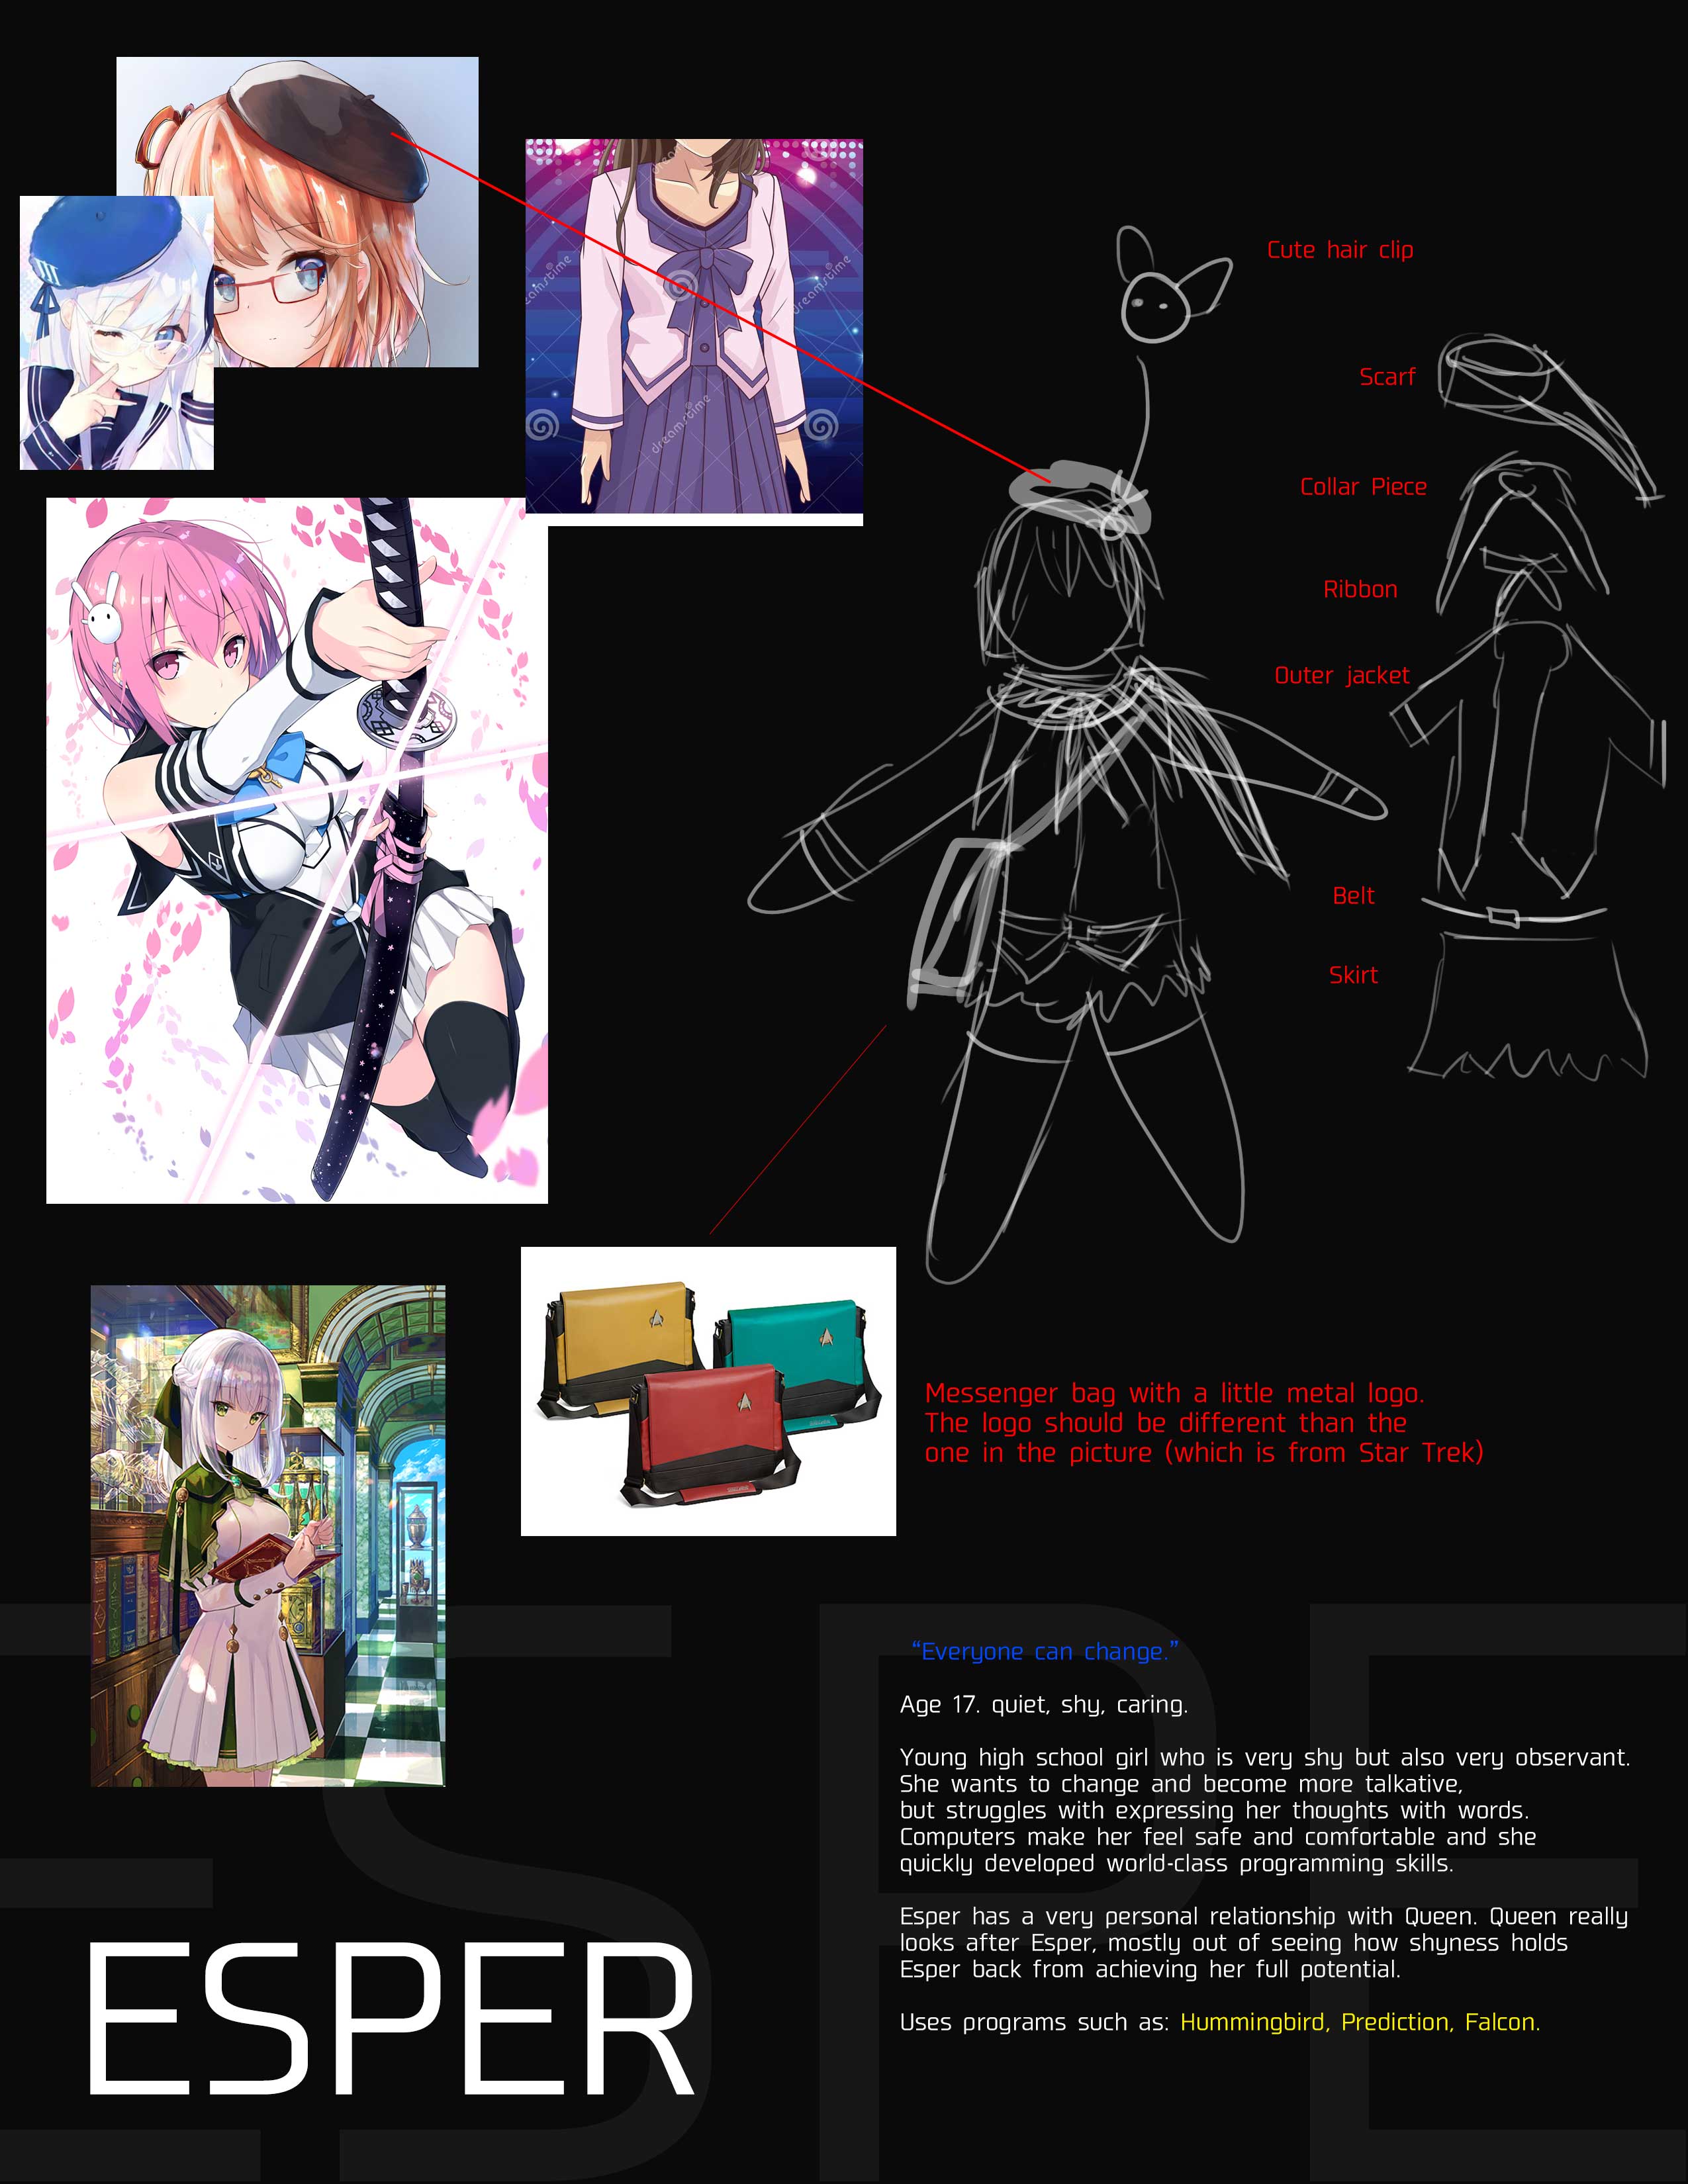 dreamstime
dreamstime
dreamstime
dreamstime
Cute hair clip
Scarf
Collar Piece
Ribbon
Outer jacket
Belt
Skirt
Messenger bag with a little metal logo.
The logo should be different than the
one in the picture (which is from Star Trek)
“Everyone can change.”
Age 17. quiet, shy, caring.
Young high school girl who is very shy but also very observant.
She wants to change and become more talkative,
but struggles with expressing her thoughts with words.
Computers make her feel safe and comfortable and she
quickly developed world-class programming skills.
Esper has a very personal relationship with Queen. Queen really
looks after Esper, mostly out of seeing how shyness holds
Esper back from achieving her full potential.
Uses programs such as: Hummingbird, Prediction, Falcon.
ESPER
ESPE